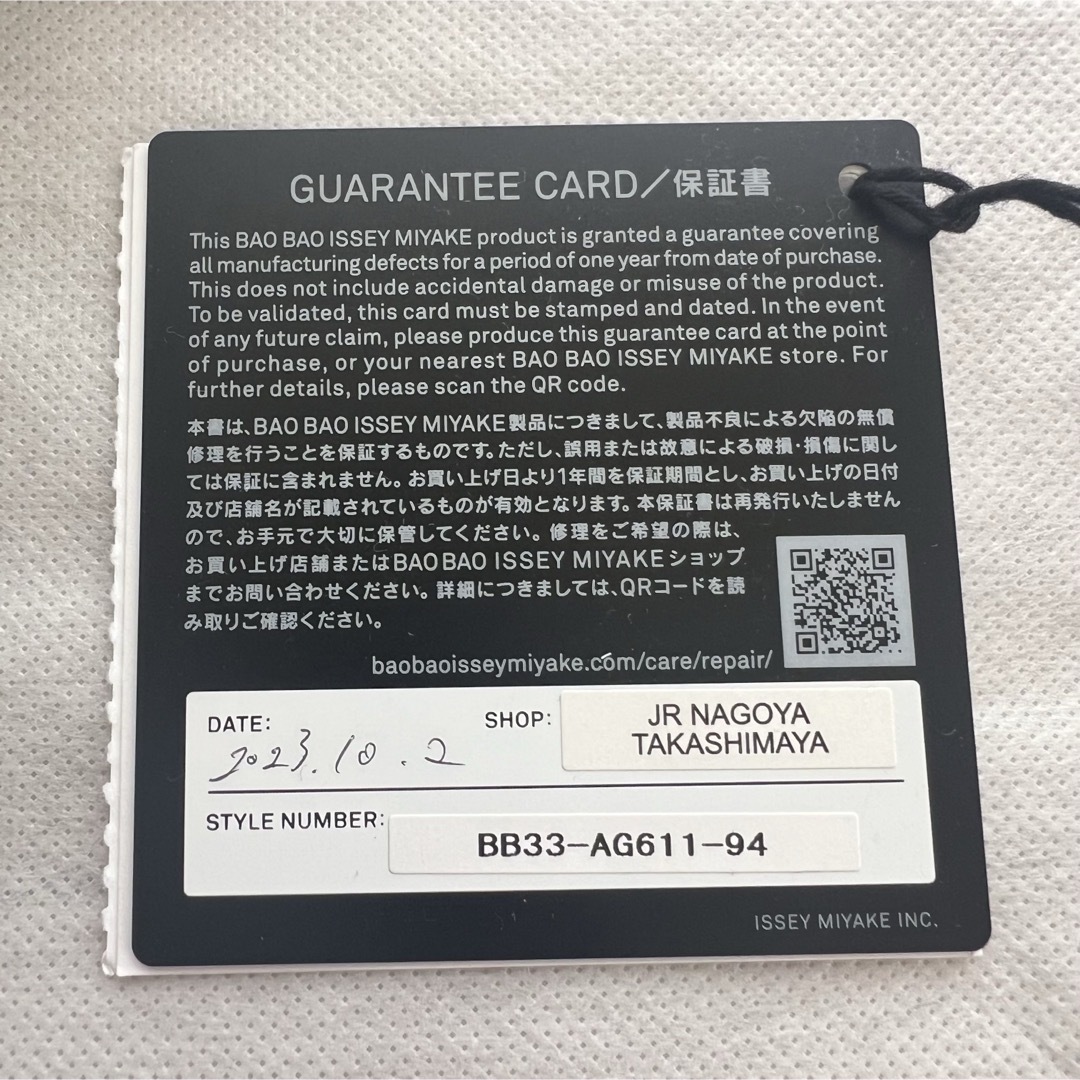 GUARANTEE CARD/保証書
This BAO BAO ISSEY MIYAKE product is granted a guarantee covering
all manufacturing defects for a period of one year from date of purchase.
This does not include accidental damage or misuse of the product.
To be validated, this card must be stamped and dated. In the event
of any future claim, please produce this guarantee card at the point
of purchase, or your nearest BAO BAO ISSEY MIYAKE store. For
further details, please scan the QR code.
本書は、BAO BAO ISSEY MIYAKE製品につきまして、製品不良による欠陥の無償
修理を行うことを保証するものです。ただし、誤用または故意による破損・損傷に関し
ては保証に含まれません。お買い上げ日より1年間を保証期間とし、お買い上げの日付
及び店舗名が記載されているものが有効となります。本保証書は再発行いたしません
ので、お手元で大切に保管してください。修理をご希望の際は、
お買い上げ店舗またはBAO BAO ISSEY MIYAKEショップ
までお問い合わせください。詳細につきましては、QRコードを読
み取りご確認ください。
baobaoisseymiyake.com/care/repair/
DATE: 2023.10.2 SHOP: JR NAGOYA
TAKASHIMAYA
STYLE NUMBER: BB33-AG611-94
ISSEY MIYAKE INC.